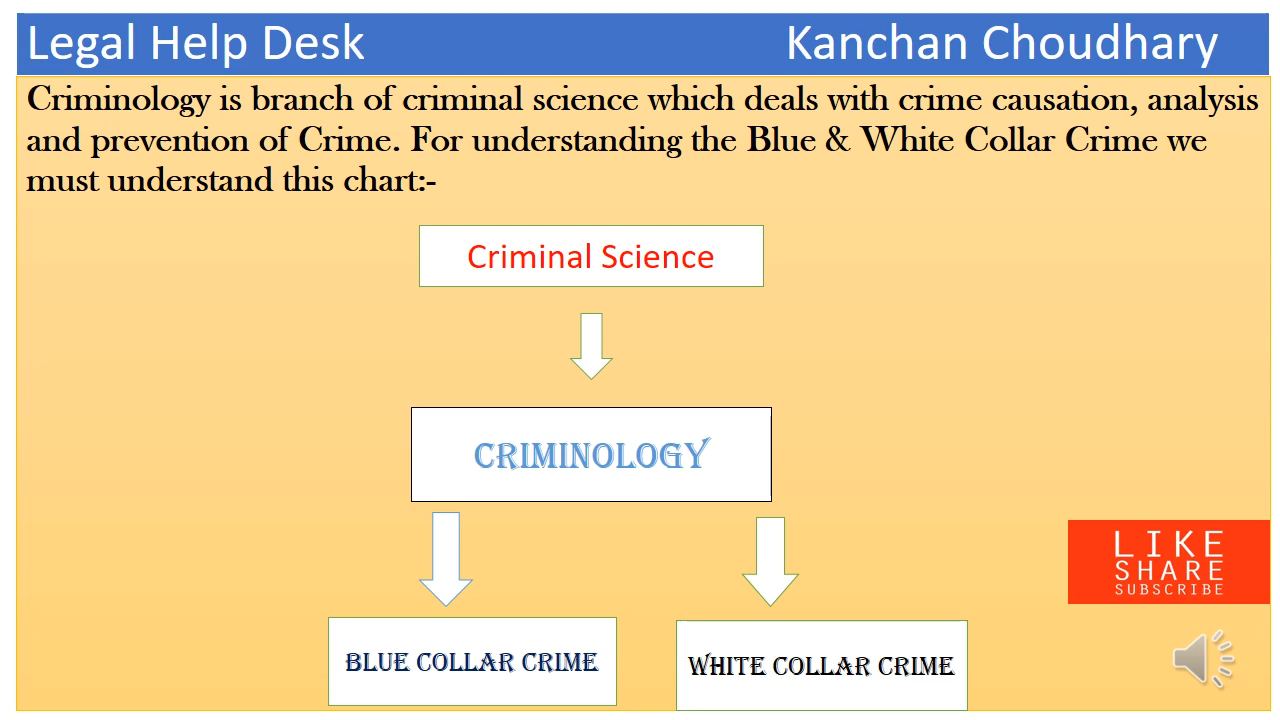 Legal Help Desk Kanchan Choudhary
Criminology is branch of criminal science which deals with crime causation, analysis
and prevention of Crime. For understanding the Blue & White Collar Crime we
must understand this chart:-
Criminal Science
CRIMINOLOGY
LIKE
SHARE
SUBSCRIBE
BLUE COLLAR CRIME
WHITE COLLAR CRIME